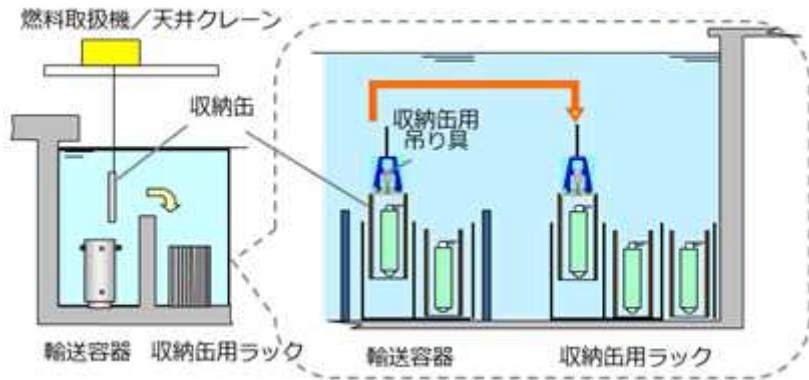 燃料取扱機／天井クレーン
収納缶
収納缶用
吊り具
輸送容器
収納缶用ラック
輸送容器
収納缶用ラック